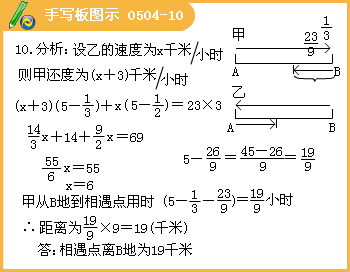 手写板图示 0504-10
10.分析:设乙的速度为x千米/小时
则甲还度为(x+3)千米/小时
(x+3)(5-1/3)+x(5-1/2)=23×3
14/3x+14+9/2x=69
55/6x=55
x=6
甲 1/3
23/9
A B
乙
A B
5-26/9=45-26/9=19/9
甲从B地到相遇点用时 (5-1/3-23/9)=19/9小时
∴距离为19/9×9=19(千米)
答:相遇点离B地为19千米